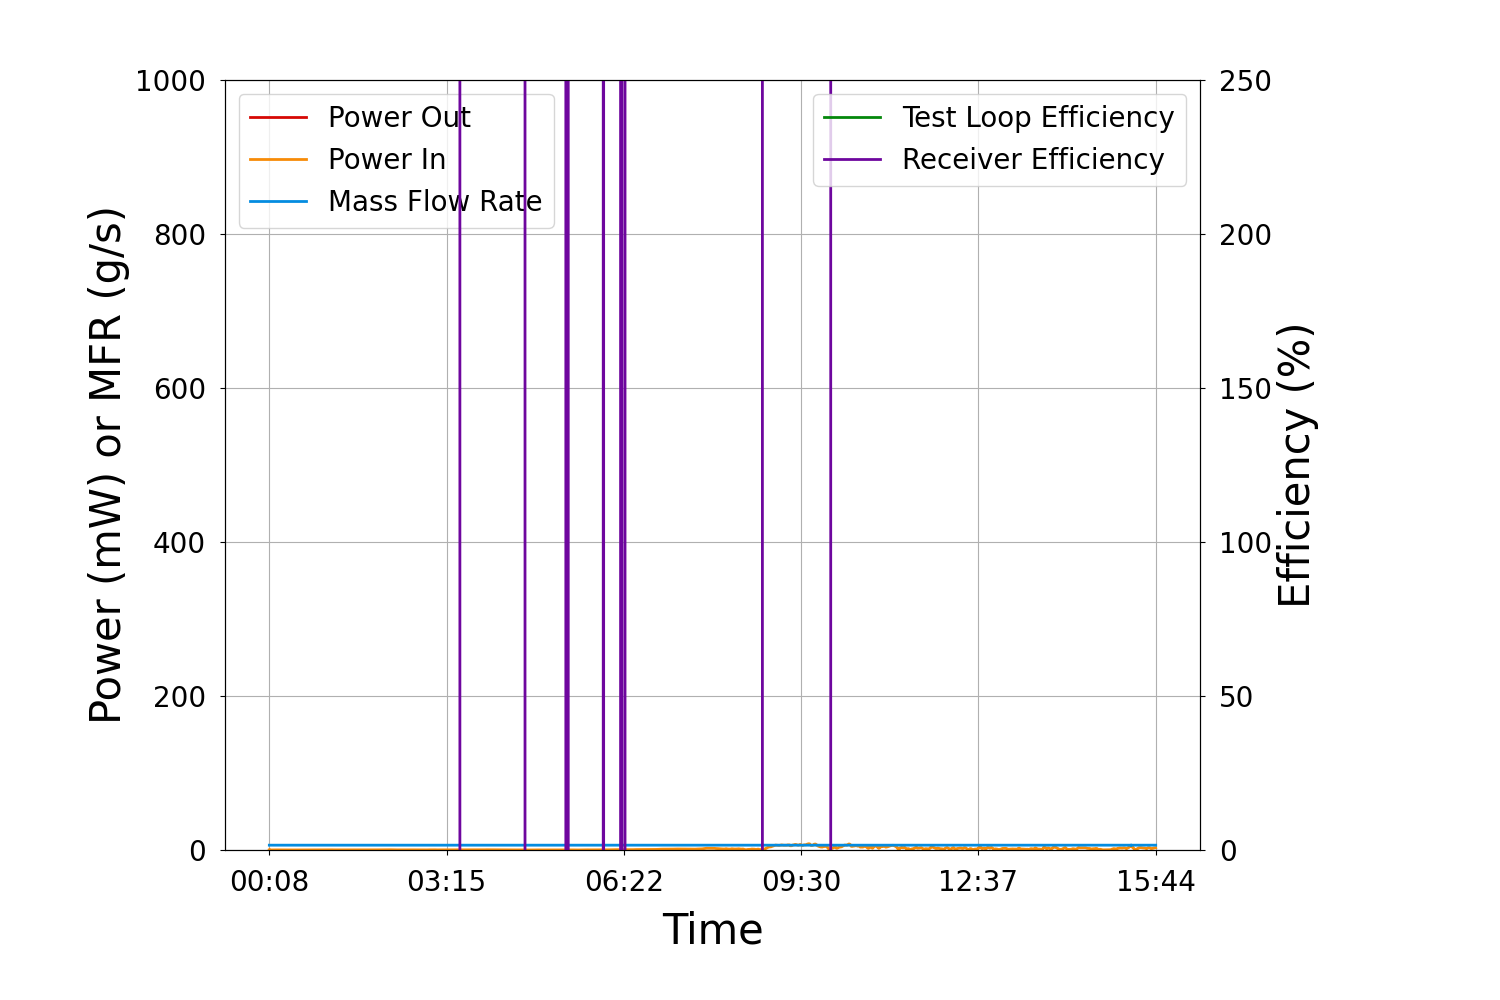 1000
800
600
400
200
0
Power (mW) or MFR (g/s)
Power Out
Power In
Mass Flow Rate
Test Loop Efficiency
Receiver Efficiency
250
200
150
100
50
0
Efficiency (%)
00:08 03:15 06:22 09:30 12:37 15:44
Time